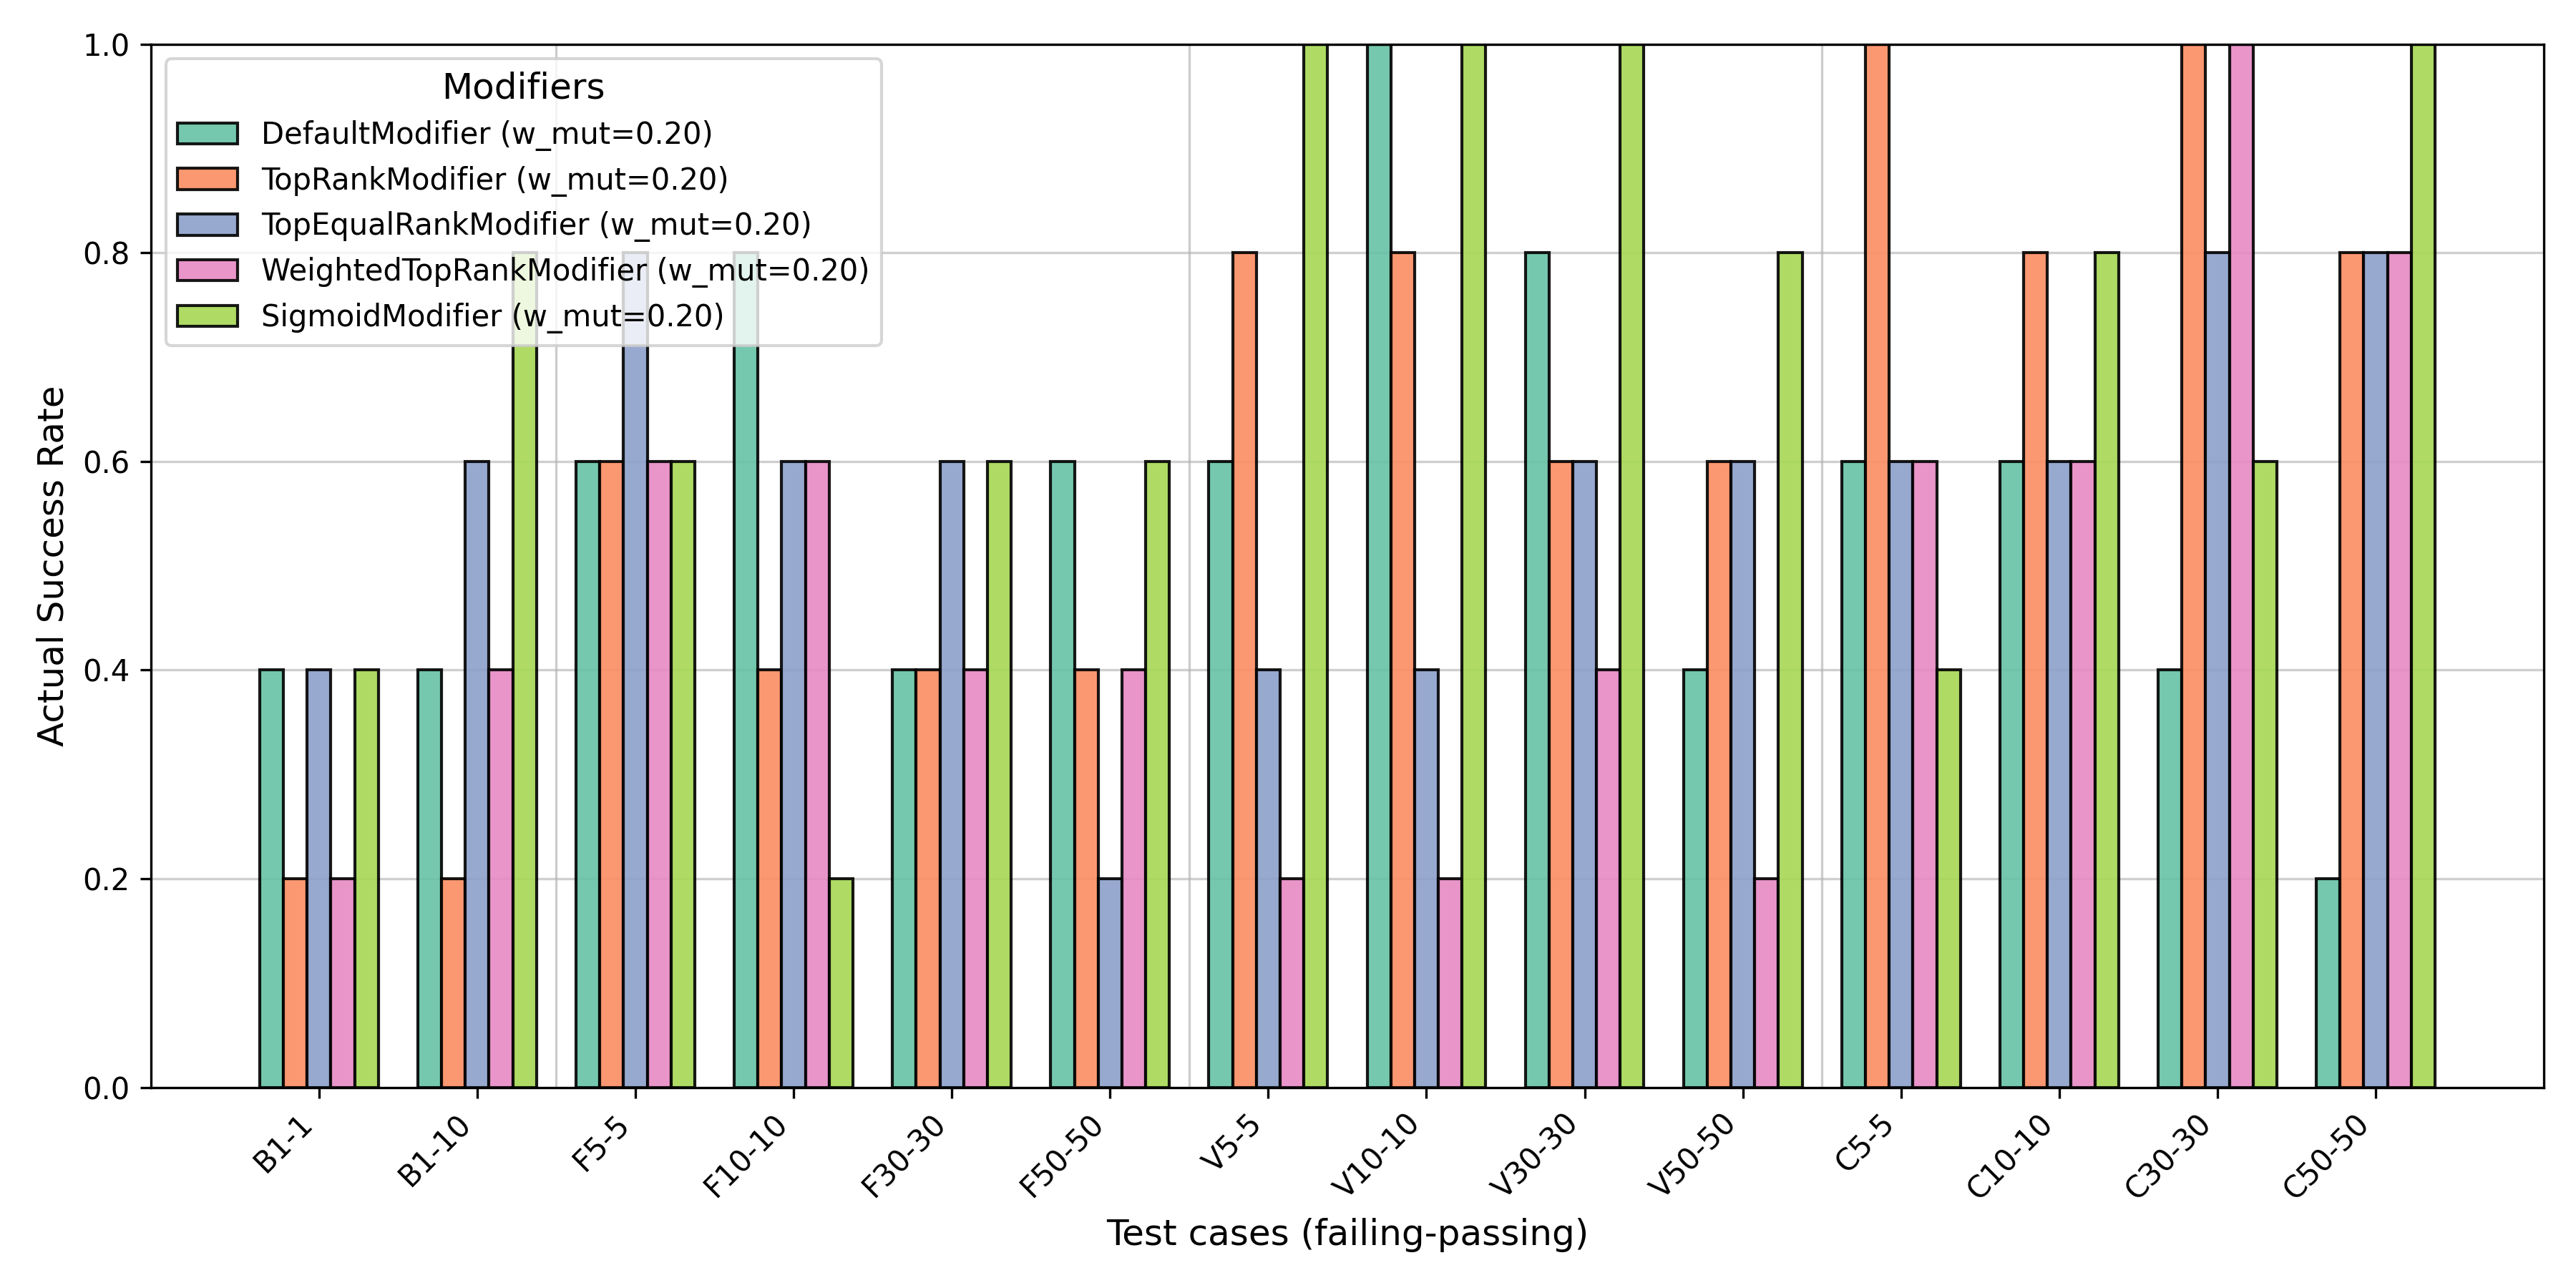 Modifiers
DefaultModifier (w_mut=0.20)
TopRankModifier (w_mut=0.20)
TopEqualRankModifier (w_mut=0.20)
WeightedTopRankModifier (w_mut=0.20)
SigmoidModifier (w_mut=0.20)
Actual Success Rate
1.0
0.8
0.6
0.4
0.2
0.0
B1-1
B1-10
F5-5
F10-10
F30-30
F50-50
V5-5
V10-10
V30-30
V50-50
C5-5
C10-10
C30-30
C50-50
Test cases (failing-passing)